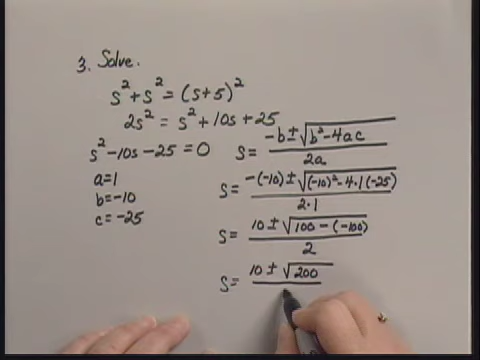 3. Solve.
s² + s² = (s+5)²
2s² = s² + 10s + 25
s² - 10s - 25 = 0
a=1
b=-10
c=-25
s = (-b ± √(b² - 4ac)) / 2a
s = (-(-10) ± √((-10)² - 4·1(-25))) / 2·1
s = (10 ± √(100 - (-100))) / 2
s = (10 ± √200) /